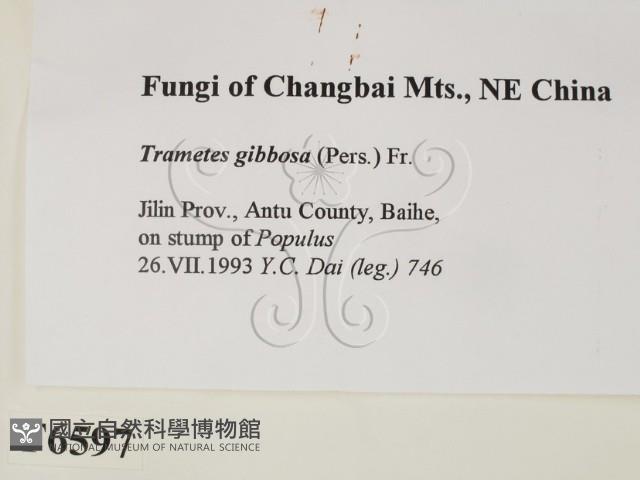 Fungi of Changbai Mts., NE China
Trametes gibbosa (Pers.) Fr.
Jilin Prov., Antu County, Baihe,
on stump of Populus
26.VII.1993 Y.C. Dai (leg.) 746
國立自然科學博物館
NATIONAL MUSEUM OF NATURAL SCIENCE
6597